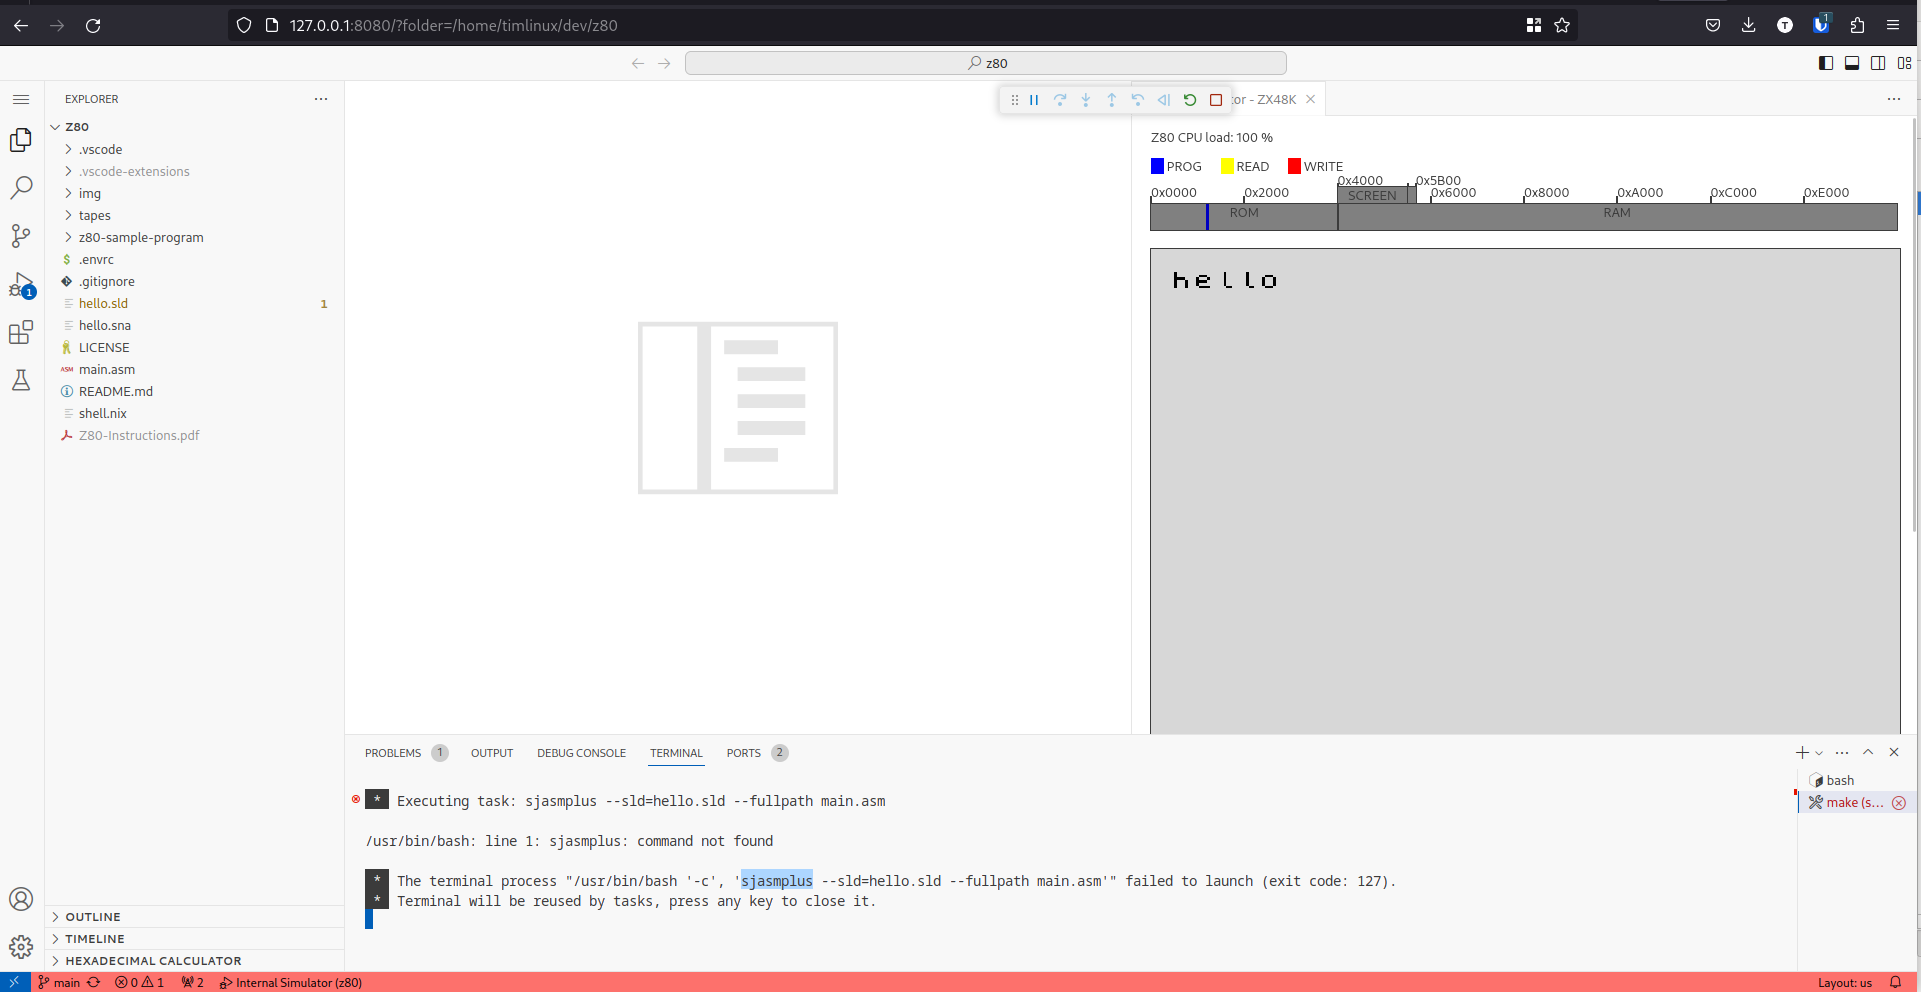 127.0.0.1:8080/?folder=/home/timlinux/dev/z80
T
1
z80
EXPLORER
Z80
.vscode
.vscode-extensions
img
tapes
z80-sample-program
$ .envrc
.gitignore
hello.sld 1
hello.sna
LICENSE
ASM main.asm
README.md
shell.nix
Z80-Instructions.pdf
1
OUTLINE
TIMELINE
HEXADECIMAL CALCULATOR
tor - ZX48K
Z80 CPU load: 100 %
PROG READ WRITE
0x4000 0x5B00
0x0000 0x2000 SCREEN 0x6000 0x8000 0xA000 0xC000 0xE000
ROM RAM
hello
PROBLEMS 1 OUTPUT DEBUG CONSOLE TERMINAL PORTS 2
* Executing task: sjasmplus --sld=hello.sld --fullpath main.asm
/usr/bin/bash: line 1: sjasmplus: command not found
* The terminal process "/usr/bin/bash '-c', 'sjasmplus --sld=hello.sld --fullpath main.asm'" failed to launch (exit code: 127).
* Terminal will be reused by tasks, press any key to close it.
bash
make (s...
main 0 1 2 Internal Simulator (z80) Layout: us